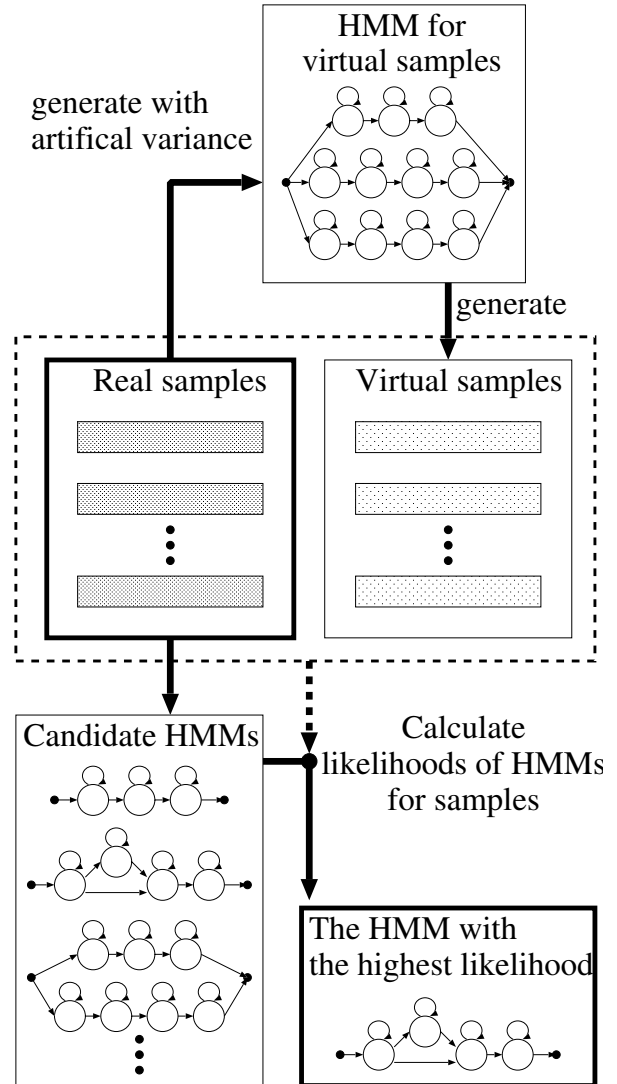 HMM for
virtual samples
generate with
artifical variance
generate
Real samples
Virtual samples
Candidate HMMs
Calculate
likelihoods of HMMs
for samples
The HMM with
the highest likelihood